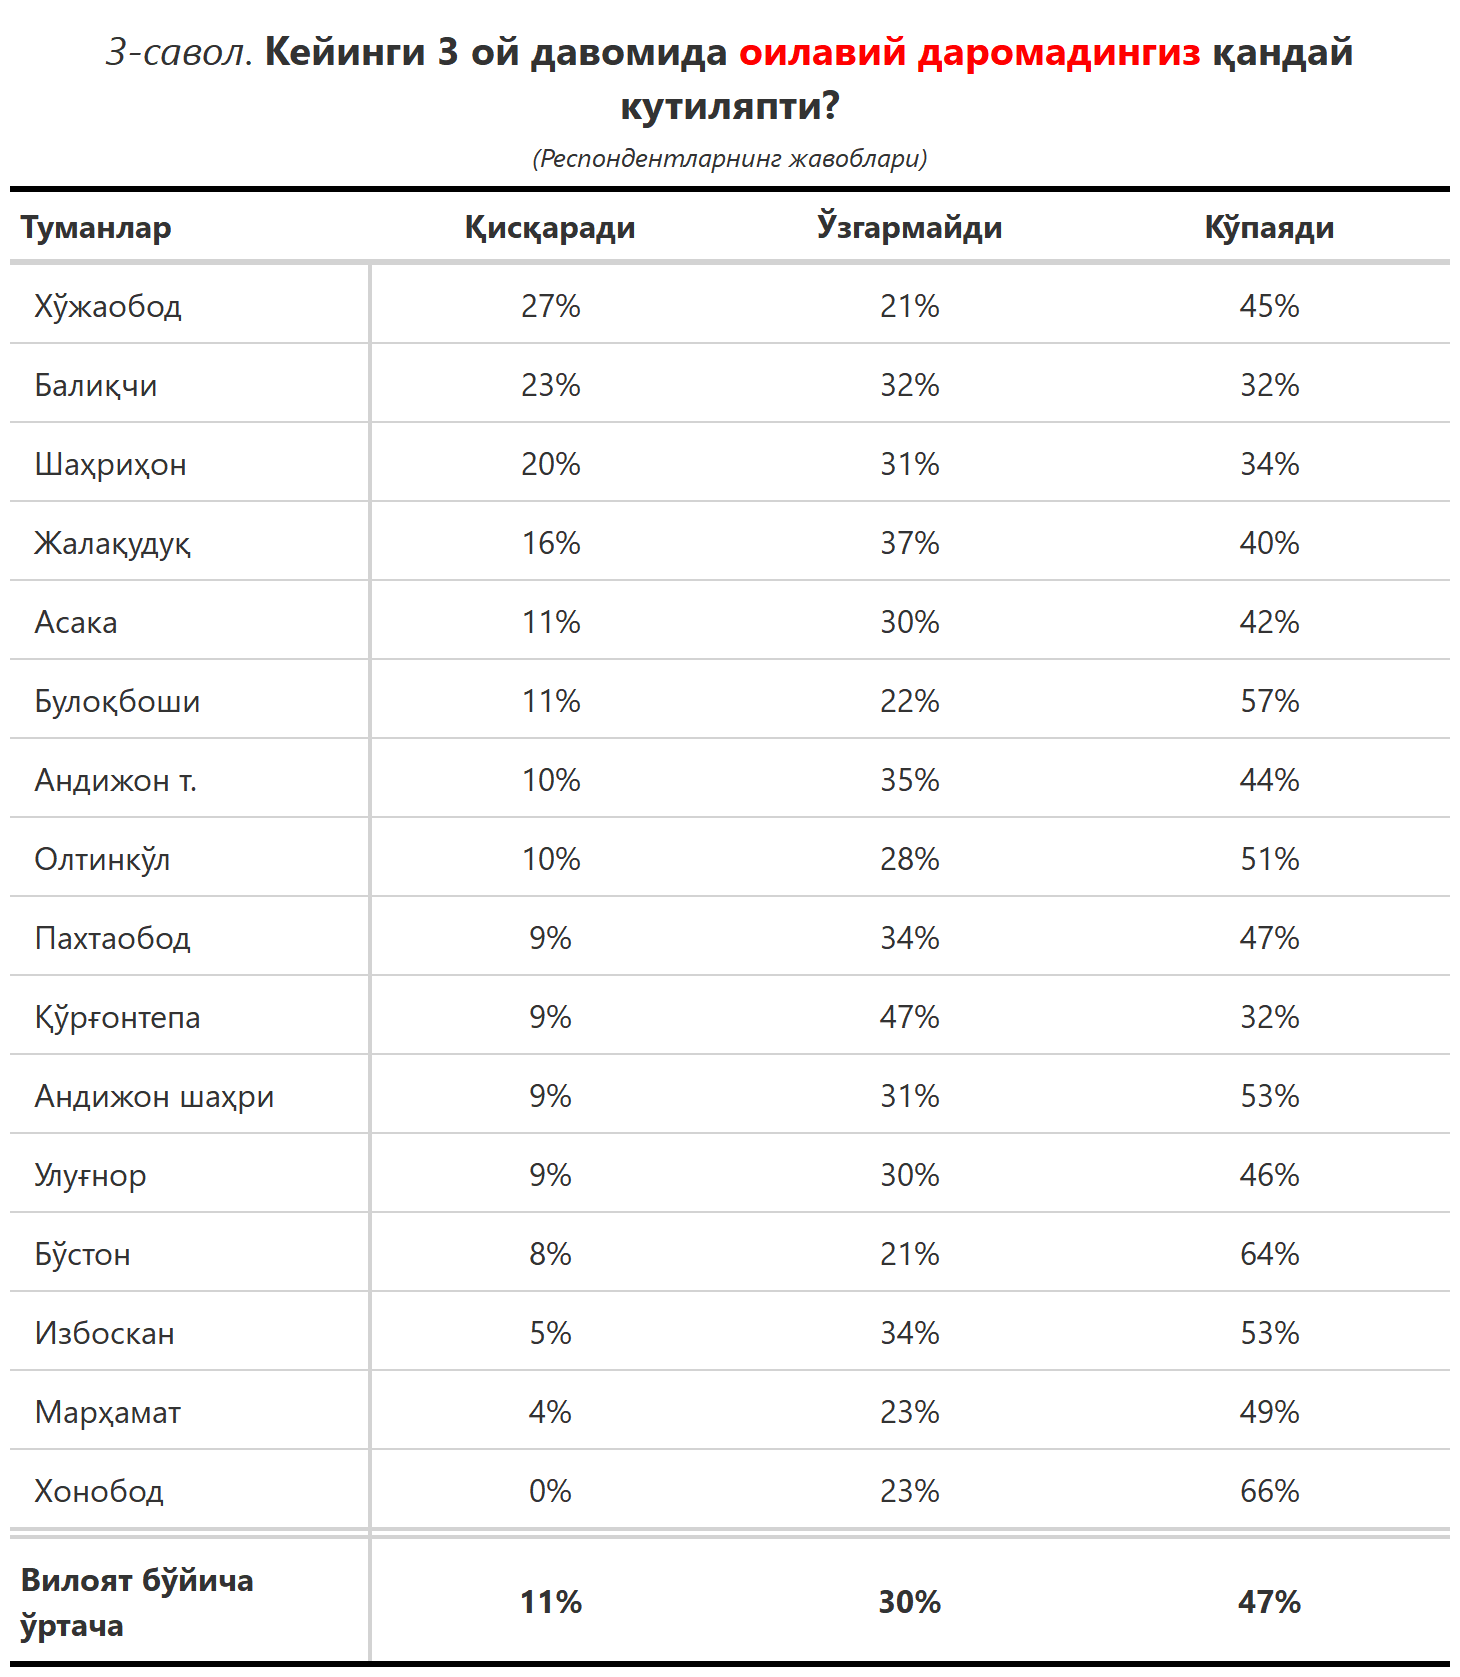 3-савол. Кейинги 3 ой давомида оилавий даромадингиз қандай
кутиляпти?
(Респондентларнинг жавоблари)
Туманлар Қисқаради Ўзгармайди Кўпаяди
Хўжаобод 27% 21% 45%
Балиқчи 23% 32% 32%
Шаҳриҳон 20% 31% 34%
Жалақудуқ 16% 37% 40%
Асака 11% 30% 42%
Булоқбоши 11% 22% 57%
Андижон т. 10% 35% 44%
Олтинкўл 10% 28% 51%
Пахтаобод 9% 34% 47%
Қўрғонтепа 9% 47% 32%
Андижон шаҳри 9% 31% 53%
Улуғнор 9% 30% 46%
Бўстон 8% 21% 64%
Избоскан 5% 34% 53%
Марҳамат 4% 23% 49%
Хонобод 0% 23% 66%
Вилоят бўйича
ўртача 11% 30% 47%